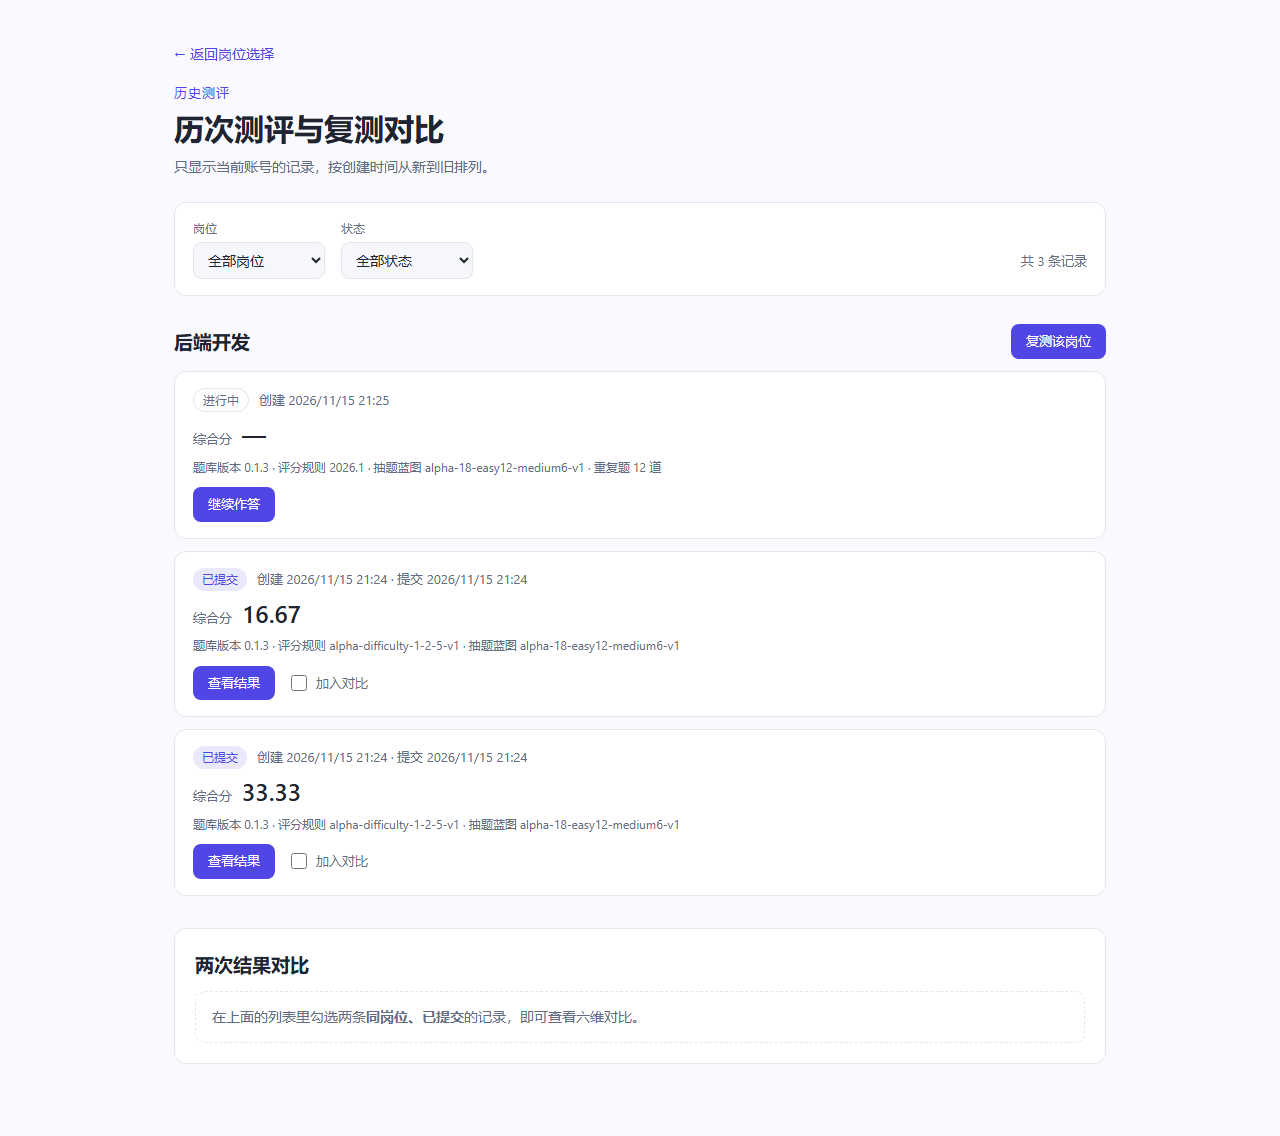 ← 返回岗位选择
历史测评
历次测评与复测对比
只显示当前账号的记录，按创建时间从新到旧排列。
岗位 状态
全部岗位 全部状态 共 3 条记录
后端开发 复测该岗位
进行中 创建 2026/11/15 21:25
综合分 —
题库版本 0.1.3 · 评分规则 2026.1 · 抽题蓝图 alpha-18-easy12-medium6-v1 · 重复题 12 道
继续作答
已提交 创建 2026/11/15 21:24 · 提交 2026/11/15 21:24
综合分 16.67
题库版本 0.1.3 · 评分规则 alpha-difficulty-1-2-5-v1 · 抽题蓝图 alpha-18-easy12-medium6-v1
查看结果 加入对比
已提交 创建 2026/11/15 21:24 · 提交 2026/11/15 21:24
综合分 33.33
题库版本 0.1.3 · 评分规则 alpha-difficulty-1-2-5-v1 · 抽题蓝图 alpha-18-easy12-medium6-v1
查看结果 加入对比
两次结果对比
在上面的列表里勾选两条同岗位、已提交的记录，即可查看六维对比。